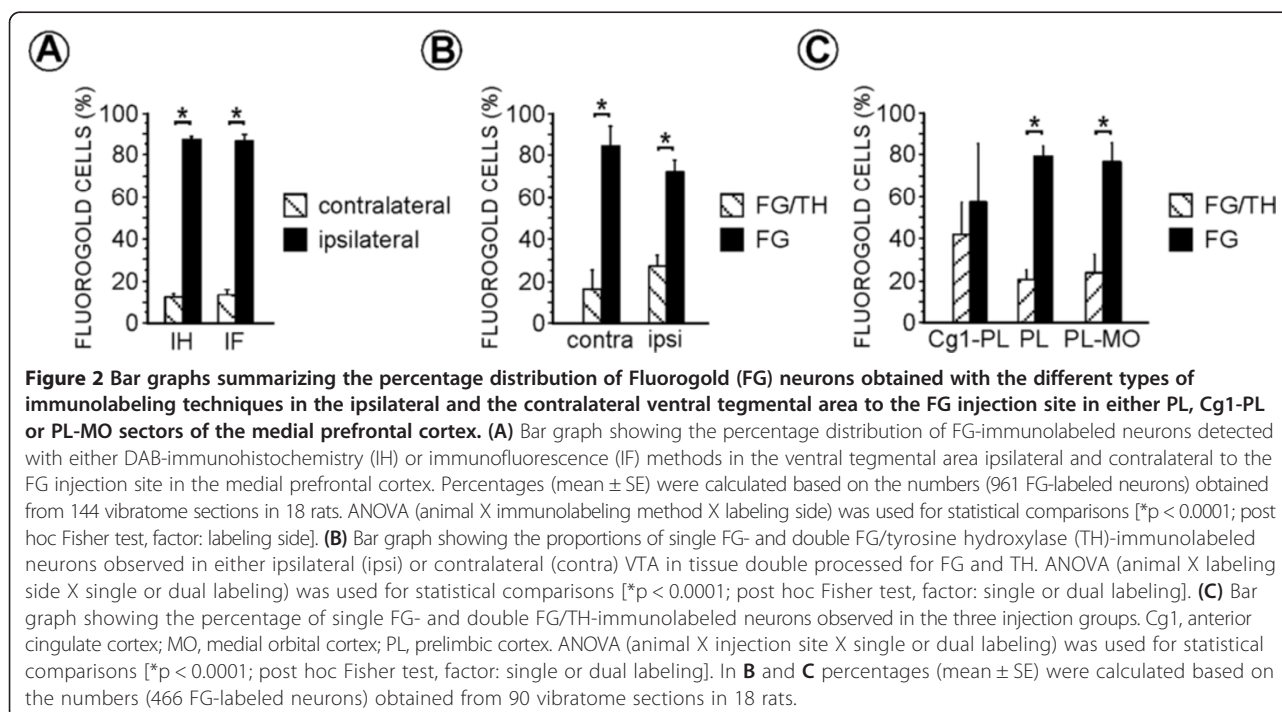 A
B
C
FLUOROGOLD CELLS (%)
100
80
60
40
20
0
*
*
IH
IF
contralateral
ipsilateral
FLUOROGOLD CELLS (%)
100
80
60
40
20
0
*
*
contra
ipsi
FG/TH
FG
FLUOROGOLD CELLS (%)
100
80
60
40
20
0
*
*
Cg1-PL
PL
PL-MO
FG/TH
FG
Figure 2 Bar graphs summarizing the percentage distribution of Fluorogold (FG) neurons obtained with the different types of
immunolabeling techniques in the ipsilateral and the contralateral ventral tegmental area to the FG injection site in either PL, Cg1-PL
or PL-MO sectors of the medial prefrontal cortex. (A) Bar graph showing the percentage distribution of FG-immunolabeled neurons detected
with either DAB-immunohistochemistry (IH) or immunofluorescence (IF) methods in the ventral tegmental area ipsilateral and contralateral to the
FG injection site in the medial prefrontal cortex. Percentages (mean ± SE) were calculated based on the numbers (961 FG-labeled neurons) obtained
from 144 vibratome sections in 18 rats. ANOVA (animal X immunolabeling method X labeling side) was used for statistical comparisons [*p < 0.0001; post
hoc Fisher test, factor: labeling side]. (B) Bar graph showing the proportions of single FG- and double FG/tyrosine hydroxylase (TH)-immunolabeled
neurons observed in either ipsilateral (ipsi) or contralateral (contra) VTA in tissue double processed for FG and TH. ANOVA (animal X labeling
side X single or dual labeling) was used for statistical comparisons [*p < 0.0001; post hoc Fisher test, factor: single or dual labeling]. (C) Bar
graph showing the percentage of single FG- and double FG/TH-immunolabeled neurons observed in the three injection groups. Cg1, anterior
cingulate cortex; MO, medial orbital cortex; PL, prelimbic cortex. ANOVA (animal X injection site X single or dual labeling) was used for statistical
comparisons [*p < 0.0001; post hoc Fisher test, factor: single or dual labeling]. In B and C percentages (mean ± SE) were calculated based on
the numbers (466 FG-labeled neurons) obtained from 90 vibratome sections in 18 rats.